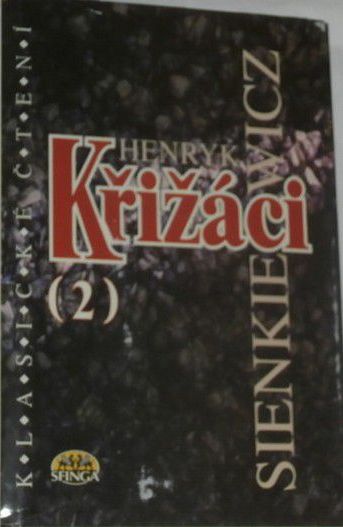 K·L·A·S·I·C·K·É·Č·T·E·N·Í
HENRYK
SIENKIEWICZ
Křižáci
(2)
SFINGA